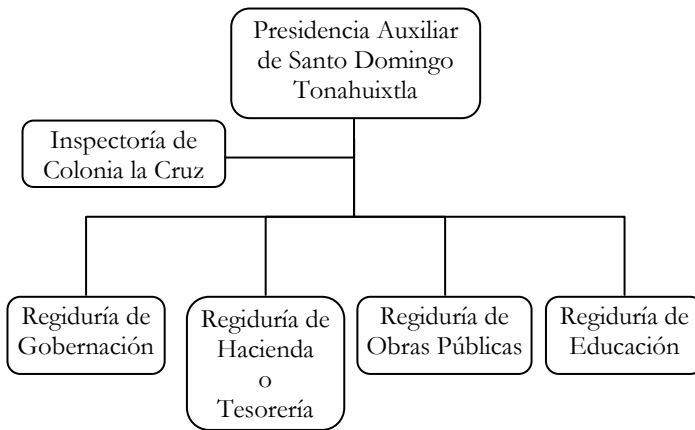 Presidencia Auxiliar
de Santo Domingo
Tonahuixtla
Inspectoría de
Colonia la Cruz
Regiduría de
Gobernación
Regiduría de
Hacienda
o
Tesorería
Regiduría de
Obras Públicas
Regiduría de
Educación